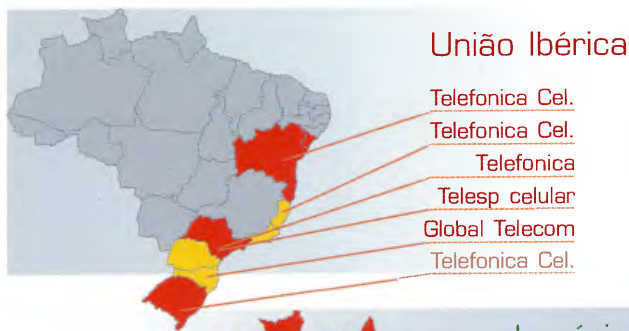 União Ibérica
Telefonica Cel.
Telefonica Cel.
Telefonica
Telesp celular
Global Telecom
Telefonica Cel.